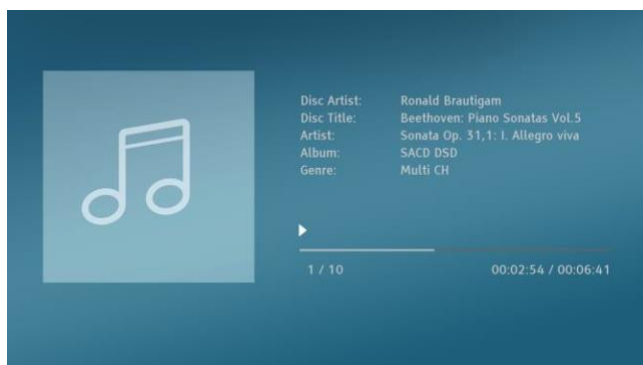 Disc Artist: Ronald Brautigam
Disc Title: Beethoven: Piano Sonatas Vol.5
Artist: Sonata Op. 31,1: I. Allegro viva
Album: SACD DSD
Genre: Multi CH
1 / 10 00:02:54 / 00:06:41